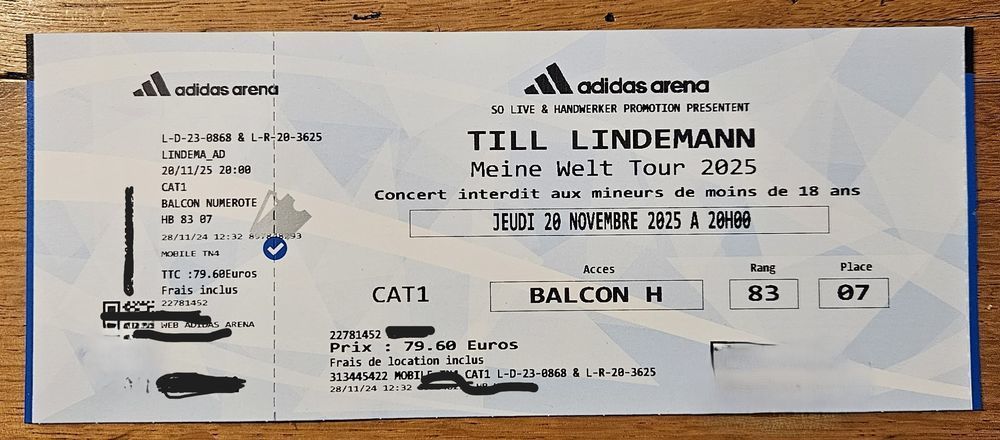 adidas arena
L-D-23-0868 & L-R-20-3625
LINDEMA_AD
20/11/25 20:00
CAT1
BALCON NUMEROTE
HB 83 07
28/11/24 12:32
MOBILE TN4
TTC :79.60Euros
Frais inclus
22781452
WEB ADIDAS ARENA
adidas arena
SO LIVE & HANDWERKER PROMOTION PRESENTENT
TILL LINDEMANN
Meine Welt Tour 2025
Concert interdit aux mineurs de moins de 18 ans
JEUDI 20 NOVEMBRE 2025 A 20H00
Acces Rang Place
CAT1 BALCON H 83 07
22781452
Prix : 79.60 Euros
Frais de location inclus
313445422 MOBILE TN4 CAT1 L-D-23-0868 & L-R-20-3625
28/11/24 12:32